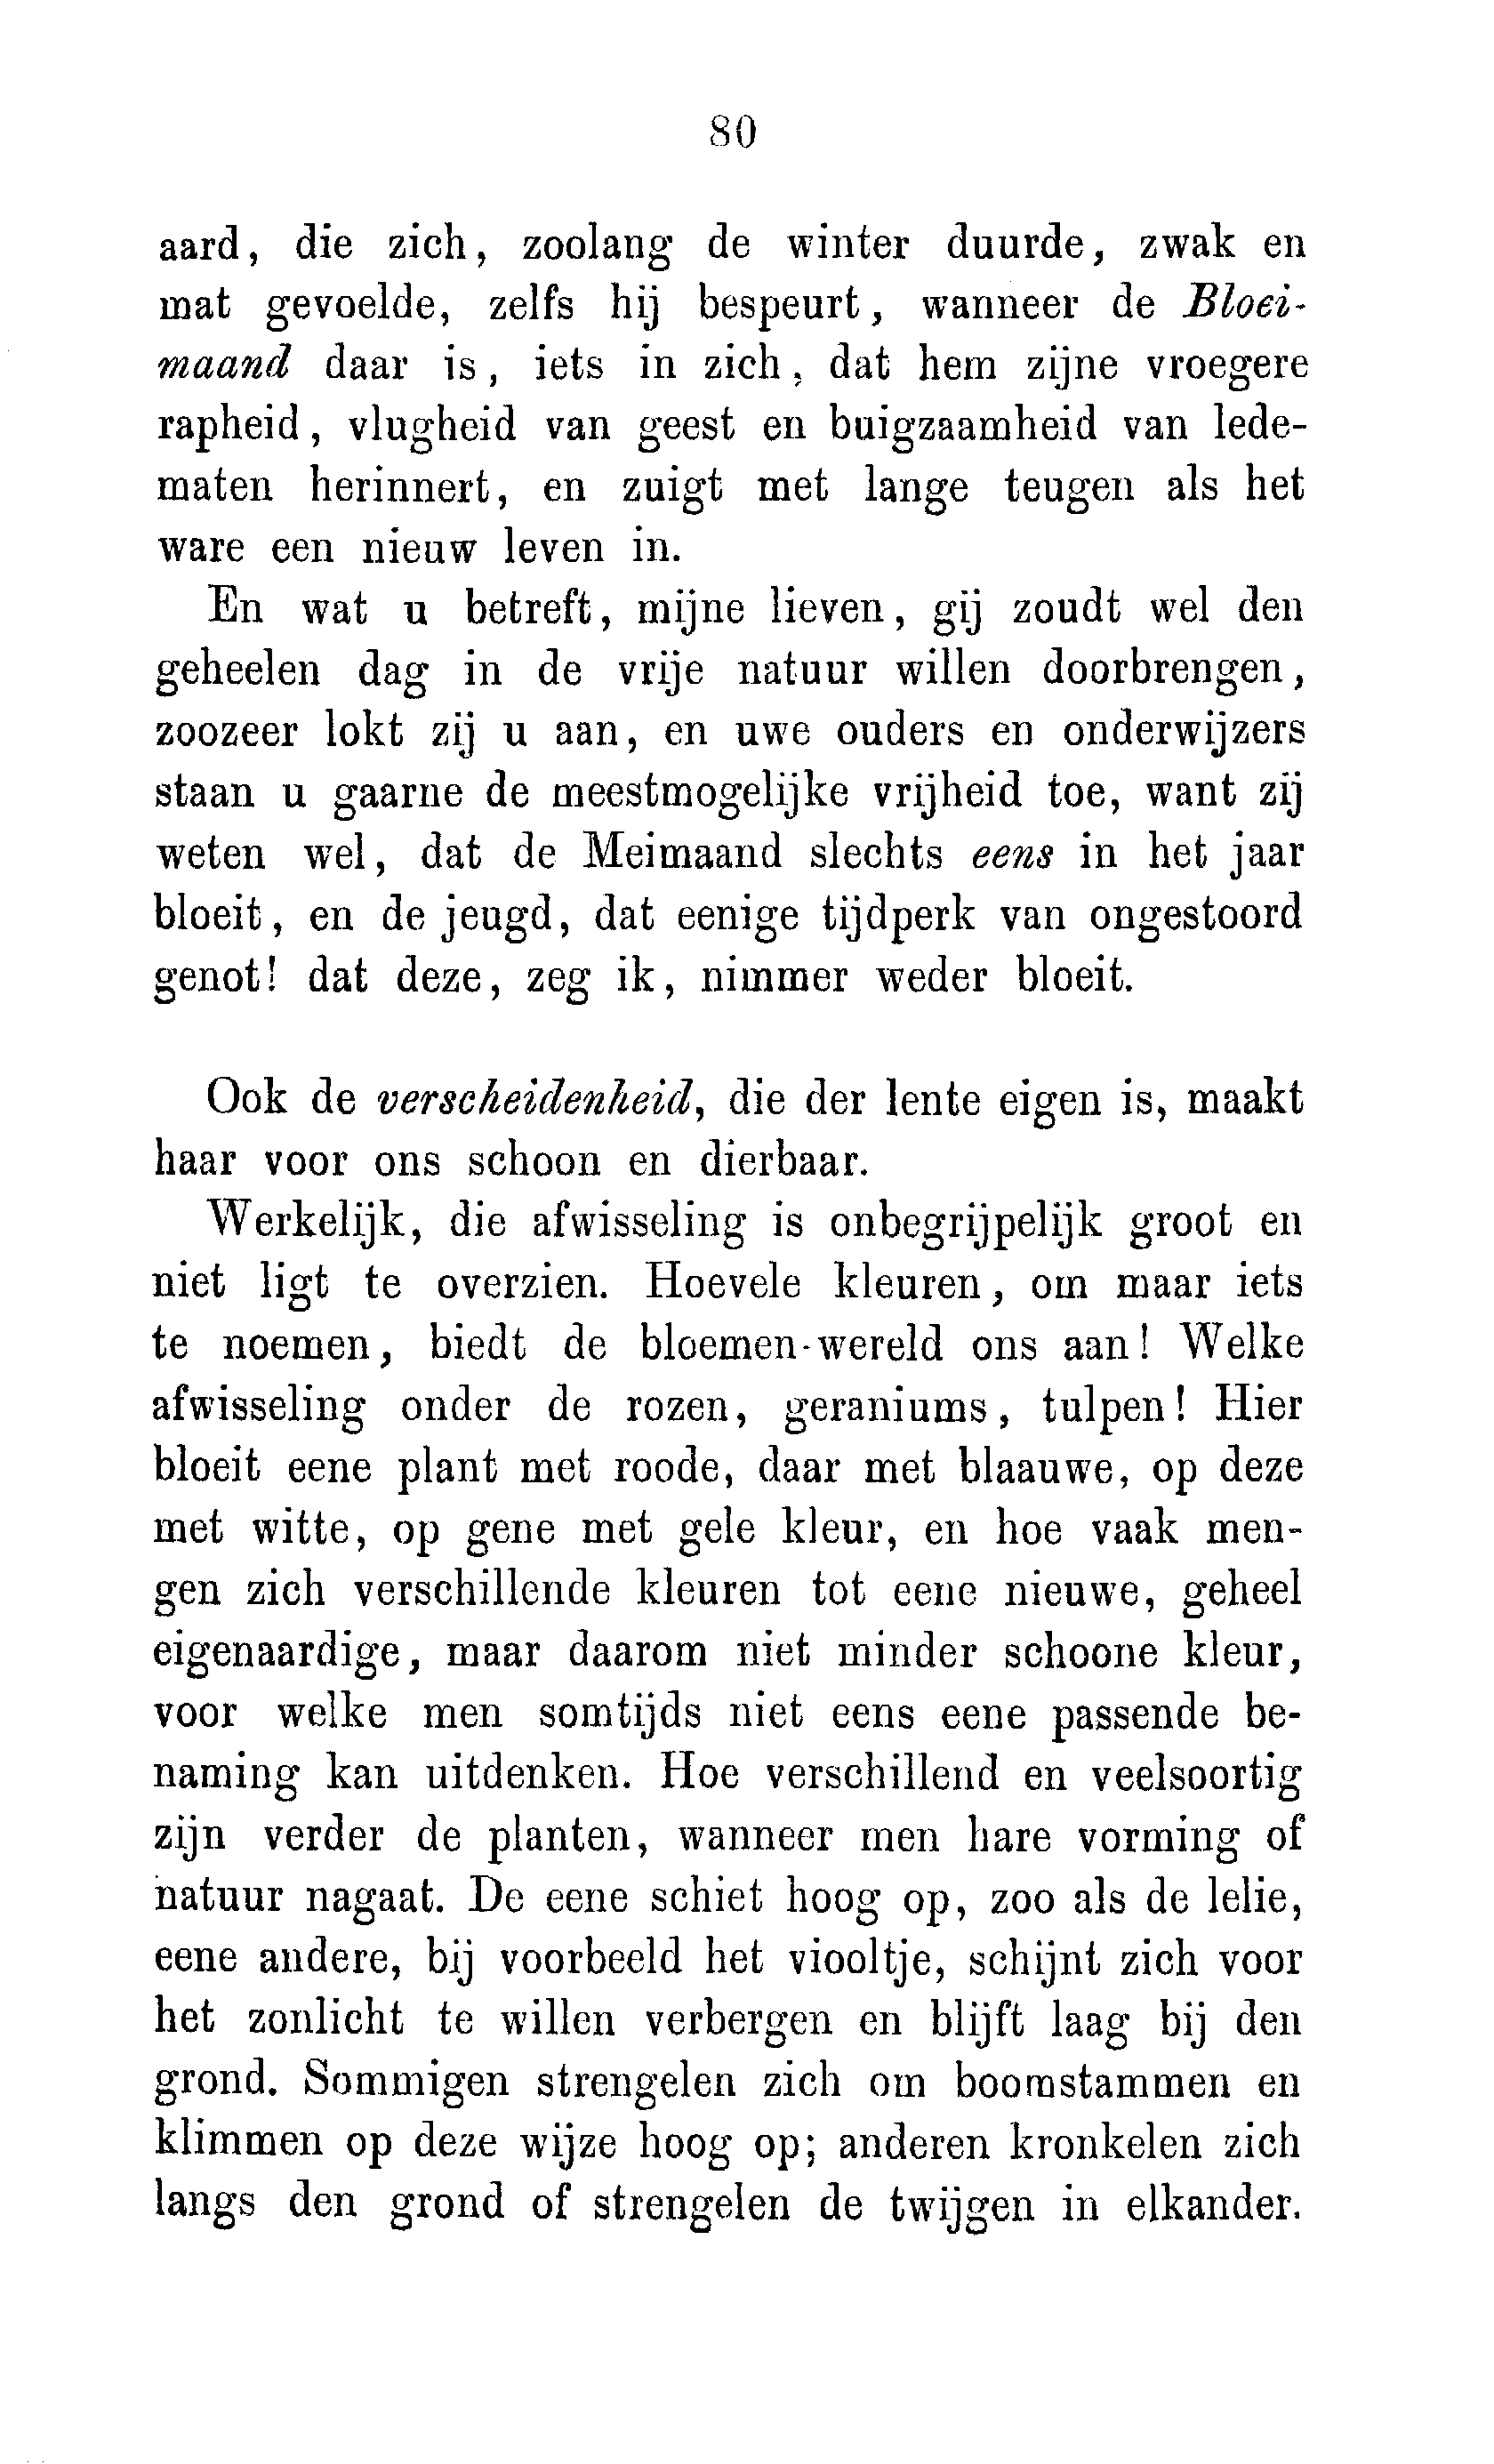 80
aard, die zich, zoolang de winter duurde, zwak en
mat gevoelde, zelfs hij bespeurt, wanneer de Bloei-
maand daar is, iets in zich, dat hem zijne vroegere
rapheid, vlugheid van geest en buigzaamheid van lede-
maten herinnert, en zuigt met lange teugen als het
ware een nieuw leven in.
En wat u betreft, mijne lieven, gij zoudt wel den
geheelen dag in de vrije natuur willen doorbrengen,
zoozeer lokt zij u aan, en uwe ouders en onderwijzers
staan u gaarne de meestmogelijke vrijheid toe, want zij
weten wel, dat de Meimaand slechts eens in het jaar
bloeit, en de jeugd, dat eenige tijdperk van ongestoord
genot! dat deze, zeg ik, nimmer weder bloeit.
Ook de verscheidenheid, die der lente eigen is, maakt
haar voor ons schoon en dierbaar.
Werkelijk, die afwisseling is onbegrijpelijk groot en
niet ligt te overzien. Hoevele kleuren, om maar iets
te noemen, biedt de bloemen-wereld ons aan! Welke
afwisseling onder de rozen, geraniums, tulpen! Hier
bloeit eene plant met roode, daar met blaauwe, op deze
met witte, op gene met gele kleur, en hoe vaak men-
gen zich verschillende kleuren tot eene nieuwe, geheel
eigenaardige, maar daarom niet minder schoone kleur,
voor welke men somtijds niet eens eene passende be-
naming kan uitdenken. Hoe verschillend en veelsoortig
zijn verder de planten, wanneer men hare vorming of
natuur nagaat. De eene schiet hoog op, zoo als de lelie,
eene andere, bij voorbeeld het viooltje, schijnt zich voor
het zonlicht te willen verbergen en blijft laag bij den
grond. Sommigen strengelen zich om boomstammen en
klimmen op deze wijze hoog op; anderen kronkelen zich
langs den grond of strengelen de twijgen in elkander.